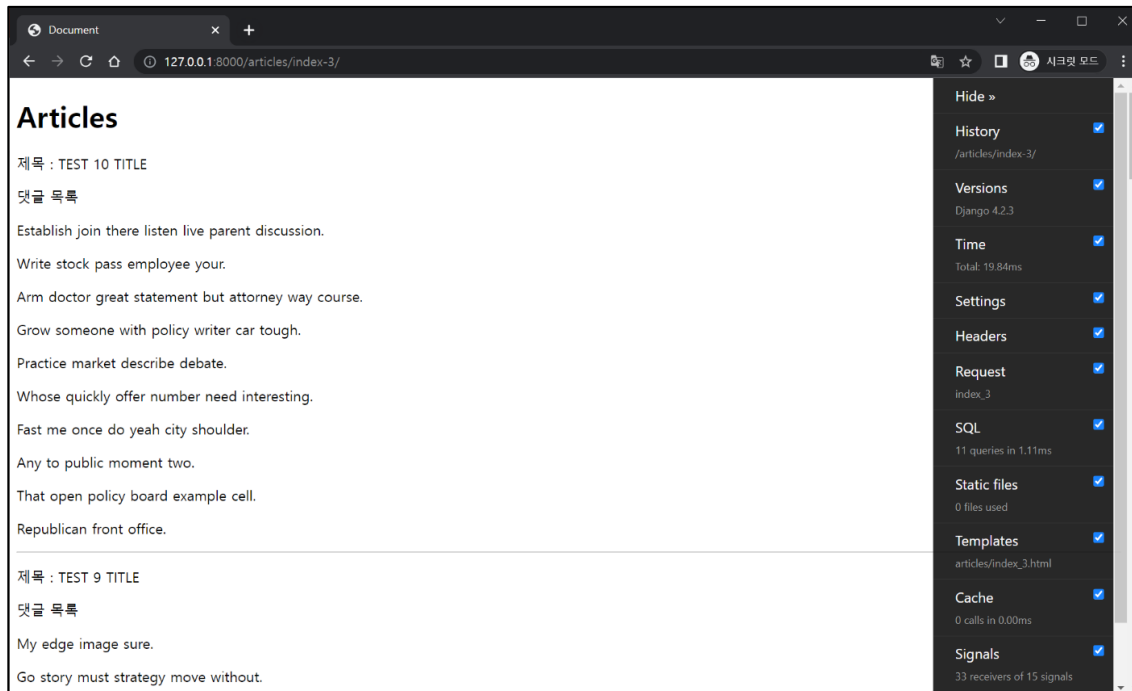 Document
127.0.0.1:8000/articles/index-3/
시크릿 모드
Articles
제목 : TEST 10 TITLE
댓글 목록
Establish join there listen live parent discussion.
Write stock pass employee your.
Arm doctor great statement but attorney way course.
Grow someone with policy writer car tough.
Practice market describe debate.
Whose quickly offer number need interesting.
Fast me once do yeah city shoulder.
Any to public moment two.
That open policy board example cell.
Republican front office.
제목 : TEST 9 TITLE
댓글 목록
My edge image sure.
Go story must strategy move without.
Hide »
History
/articles/index-3/
Versions
Django 4.2.3
Time
Total: 19.84ms
Settings
Headers
Request
index_3
SQL
11 queries in 1.11ms
Static files
0 files used
Templates
articles/index_3.html
Cache
0 calls in 0.00ms
Signals
33 receivers of 15 signals